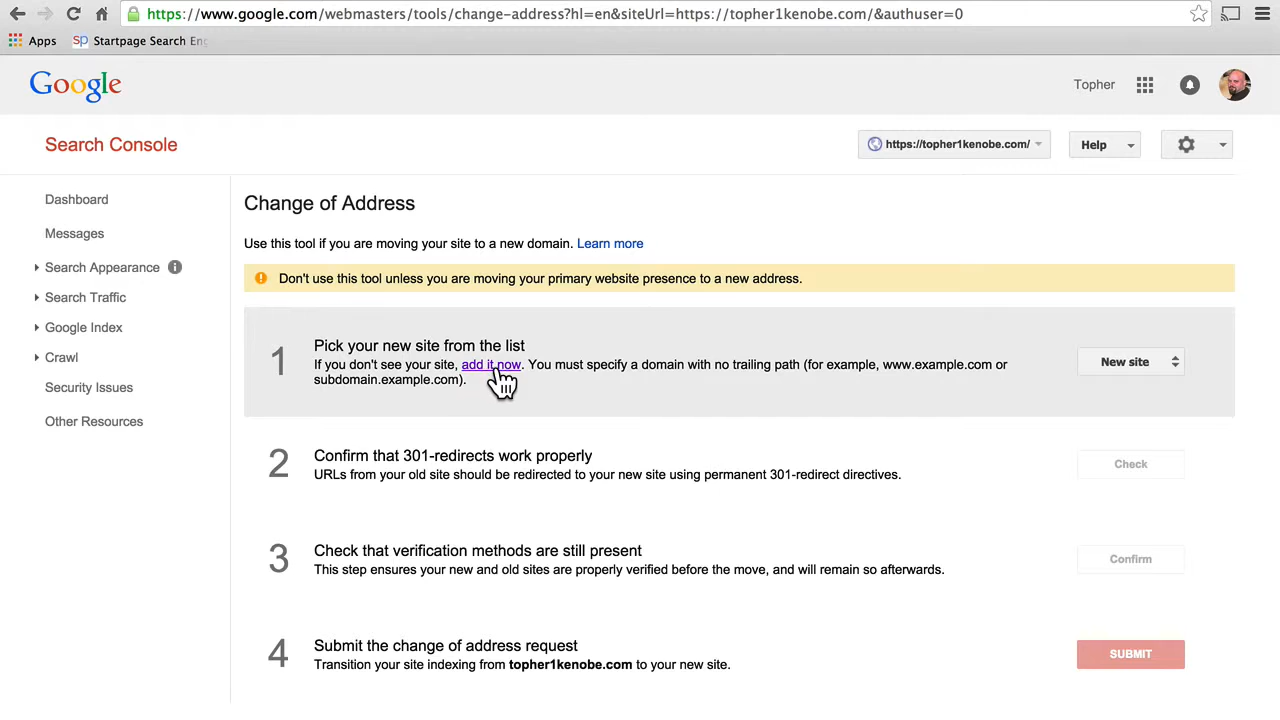 https://www.google.com/webmasters/tools/change-address?hl=en&siteUrl=https://topher1kenobe.com/&authuser=0
Apps
SP Startpage Search Eng
Google
Topher
Search Console
https://topher1kenobe.com/
Help
Dashboard
Messages
Search Appearance i
Search Traffic
Google Index
Crawl
Security Issues
Other Resources
Change of Address
Use this tool if you are moving your site to a new domain. Learn more
! Don't use this tool unless you are moving your primary website presence to a new address.
1
Pick your new site from the list
If you don't see your site, add it now. You must specify a domain with no trailing path (for example, www.example.com or
subdomain.example.com).
New site
2
Confirm that 301-redirects work properly
URLs from your old site should be redirected to your new site using permanent 301-redirect directives.
Check
3
Check that verification methods are still present
This step ensures your new and old sites are properly verified before the move, and will remain so afterwards.
Confirm
4
Submit the change of address request
Transition your site indexing from topher1kenobe.com to your new site.
SUBMIT